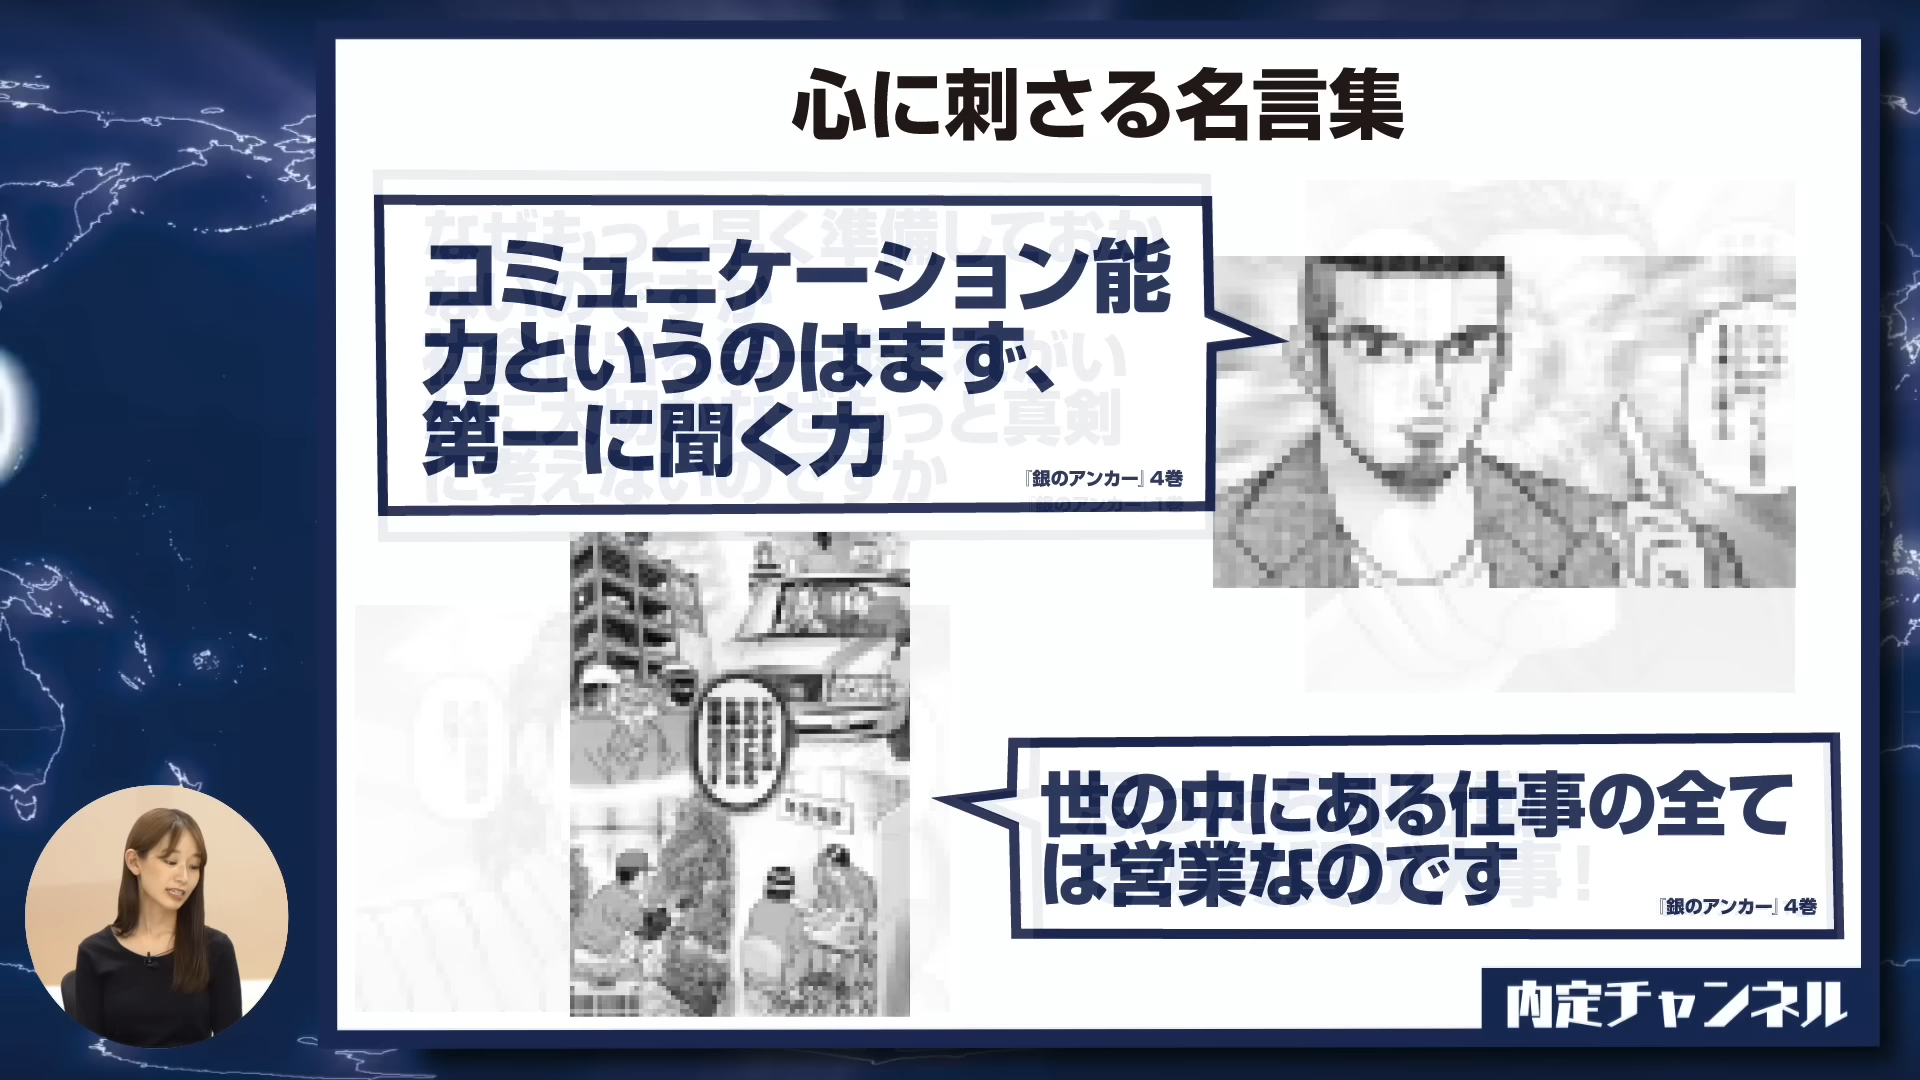 心に刺さる名言集
コミュニケーション能
力というのはまず、
第一に聞く力
『銀のアンカー』4巻
世の中にある仕事の全て
は営業なのです
『銀のアンカー』4巻
内定チャンネル